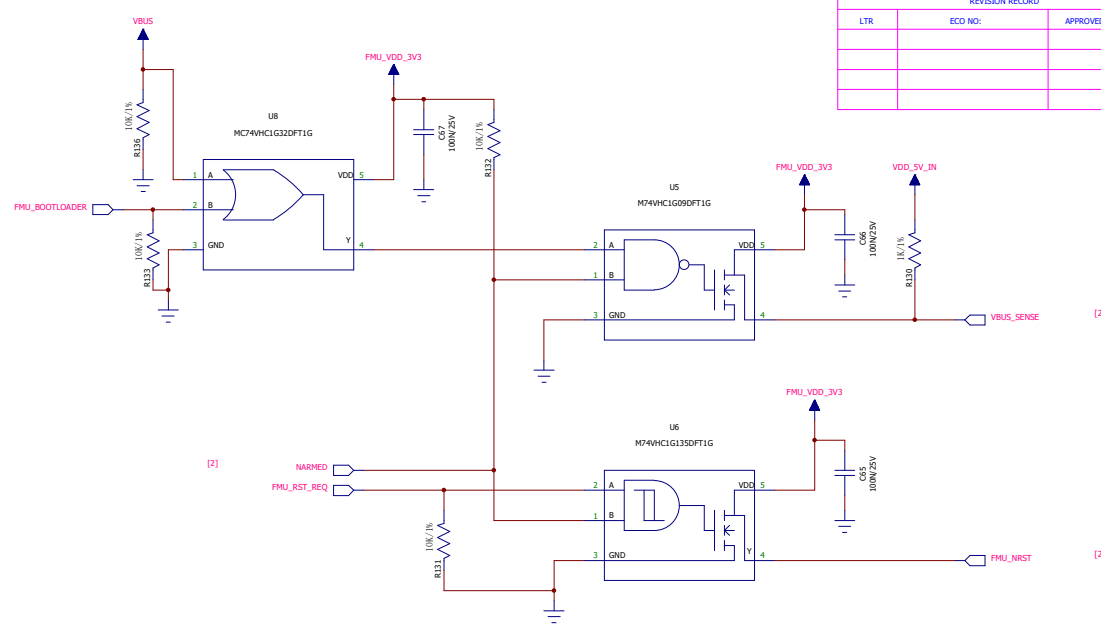 REVISION RECORD
LTR
ECO NO:
APPROVED
VBUS
10K/1%
R136
U8
MC74VHC1G32DFT1G
FMU_VDD_3V3
C67
100N/25V
10K/1%
R132
1
A
VDD
5
FMU_BOOTLOADER
2
B
3
GND
Y
4
10K/1%
R133
U5
M74VHC1G09DFT1G
FMU_VDD_3V3
VDD_5V_IN
C66
100N/25V
1K/1%
R130
2
A
VDD
5
1
B
3
GND
4
VBUS_SENSE
[2
U6
M74VHC1G135DFT1G
FMU_VDD_3V3
C65
100N/25V
[2]
NARMED
FMU_RST_REQ
2
A
VDD
5
1
B
3
GND
Y
4
FMU_NRST
[2
10K/1%
R131